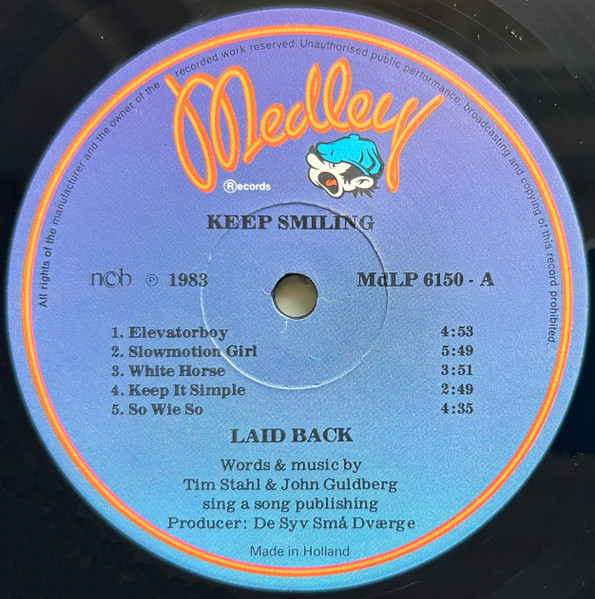 All rights of the manufacturer and the owner of the recorded work reserved. Unauthorised public performance, broadcasting and copying of this record prohibited.
Medley
®ecords
KEEP SMILING
n©b ℗ 1983 MdLP 6150 - A
1. Elevatorboy 4:53
2. Slowmotion Girl 5:49
3. White Horse 3:51
4. Keep It Simple 2:49
5. So Wie So 4:35
LAID BACK
Words & music by
Tim Stahl & John Guldberg
sing a song publishing
Producer: De Syv Små Dværge
Made in Holland